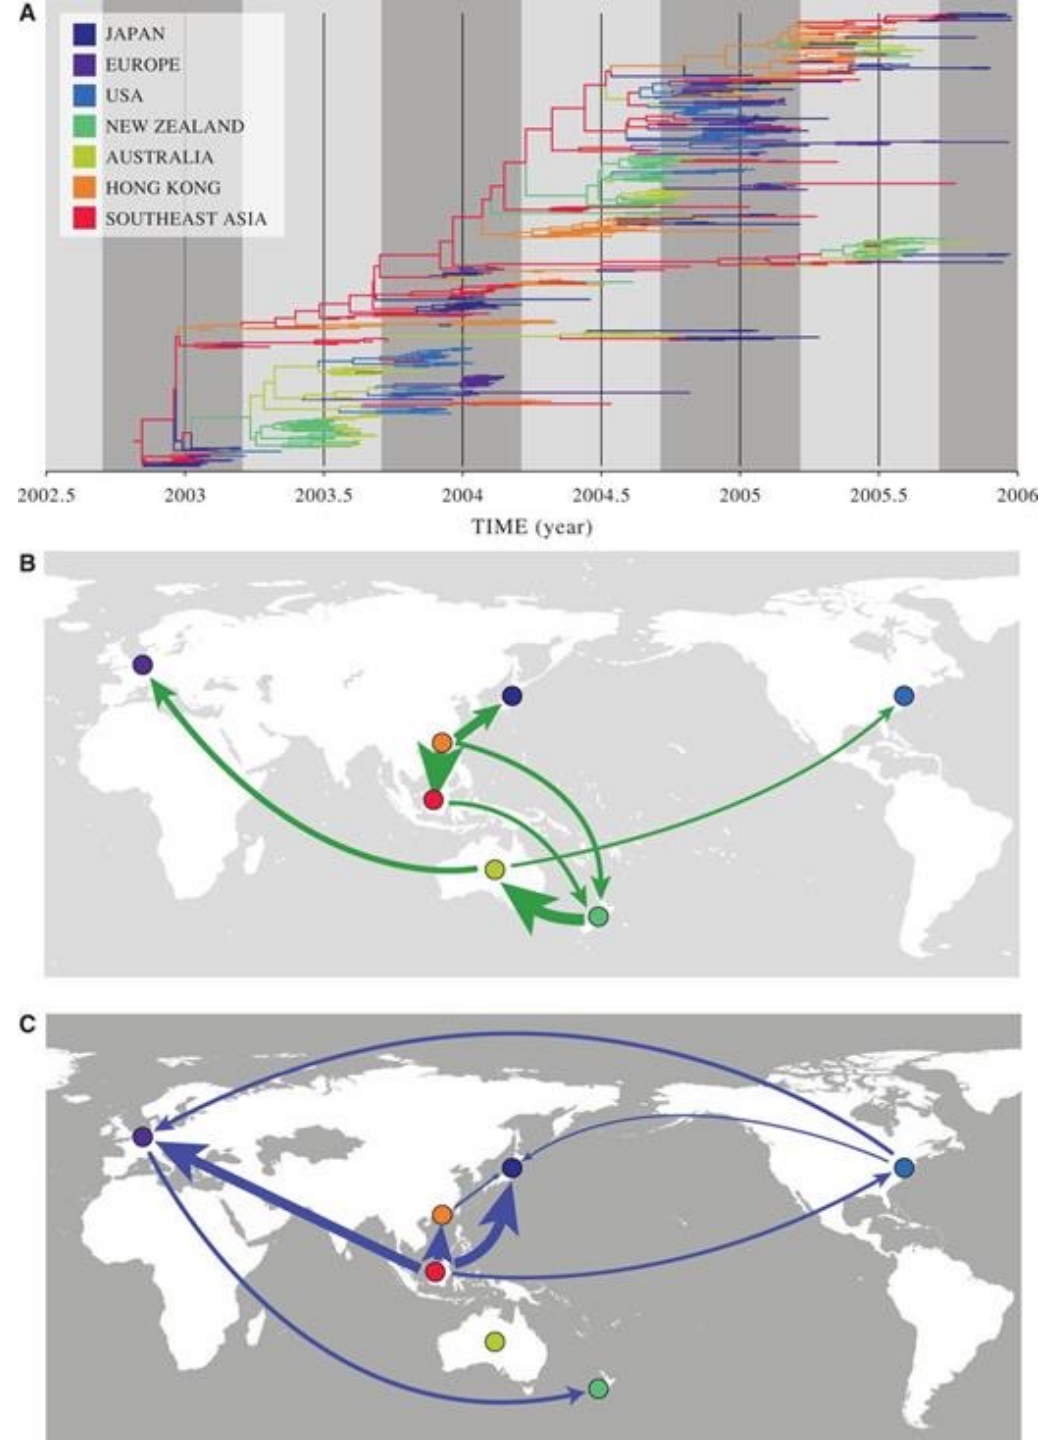 A
JAPAN
EUROPE
USA
NEW ZEALAND
AUSTRALIA
HONG KONG
SOUTHEAST ASIA
2002.5 2003 2003.5 2004 2004.5 2005 2005.5 2006
TIME (year)
B
C